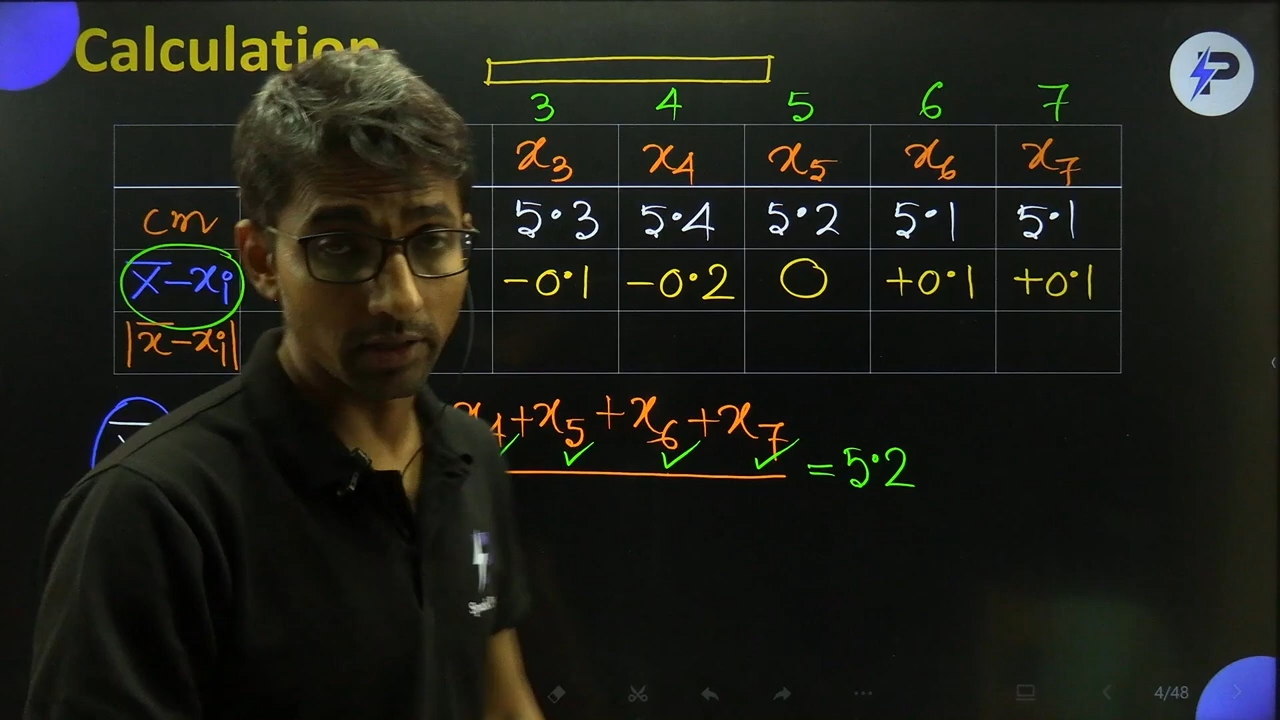 Calculation
3 4 5 6 7
x₃ x₄ x₅ x₆ x₇
cm 5.3 5.4 5.2 5.1 5.1
X̅-xᵢ -0.1 -0.2 0 +0.1 +0.1
|x̅-xᵢ|
x₄+x₅+x₆+x₇
=5.2
4/48